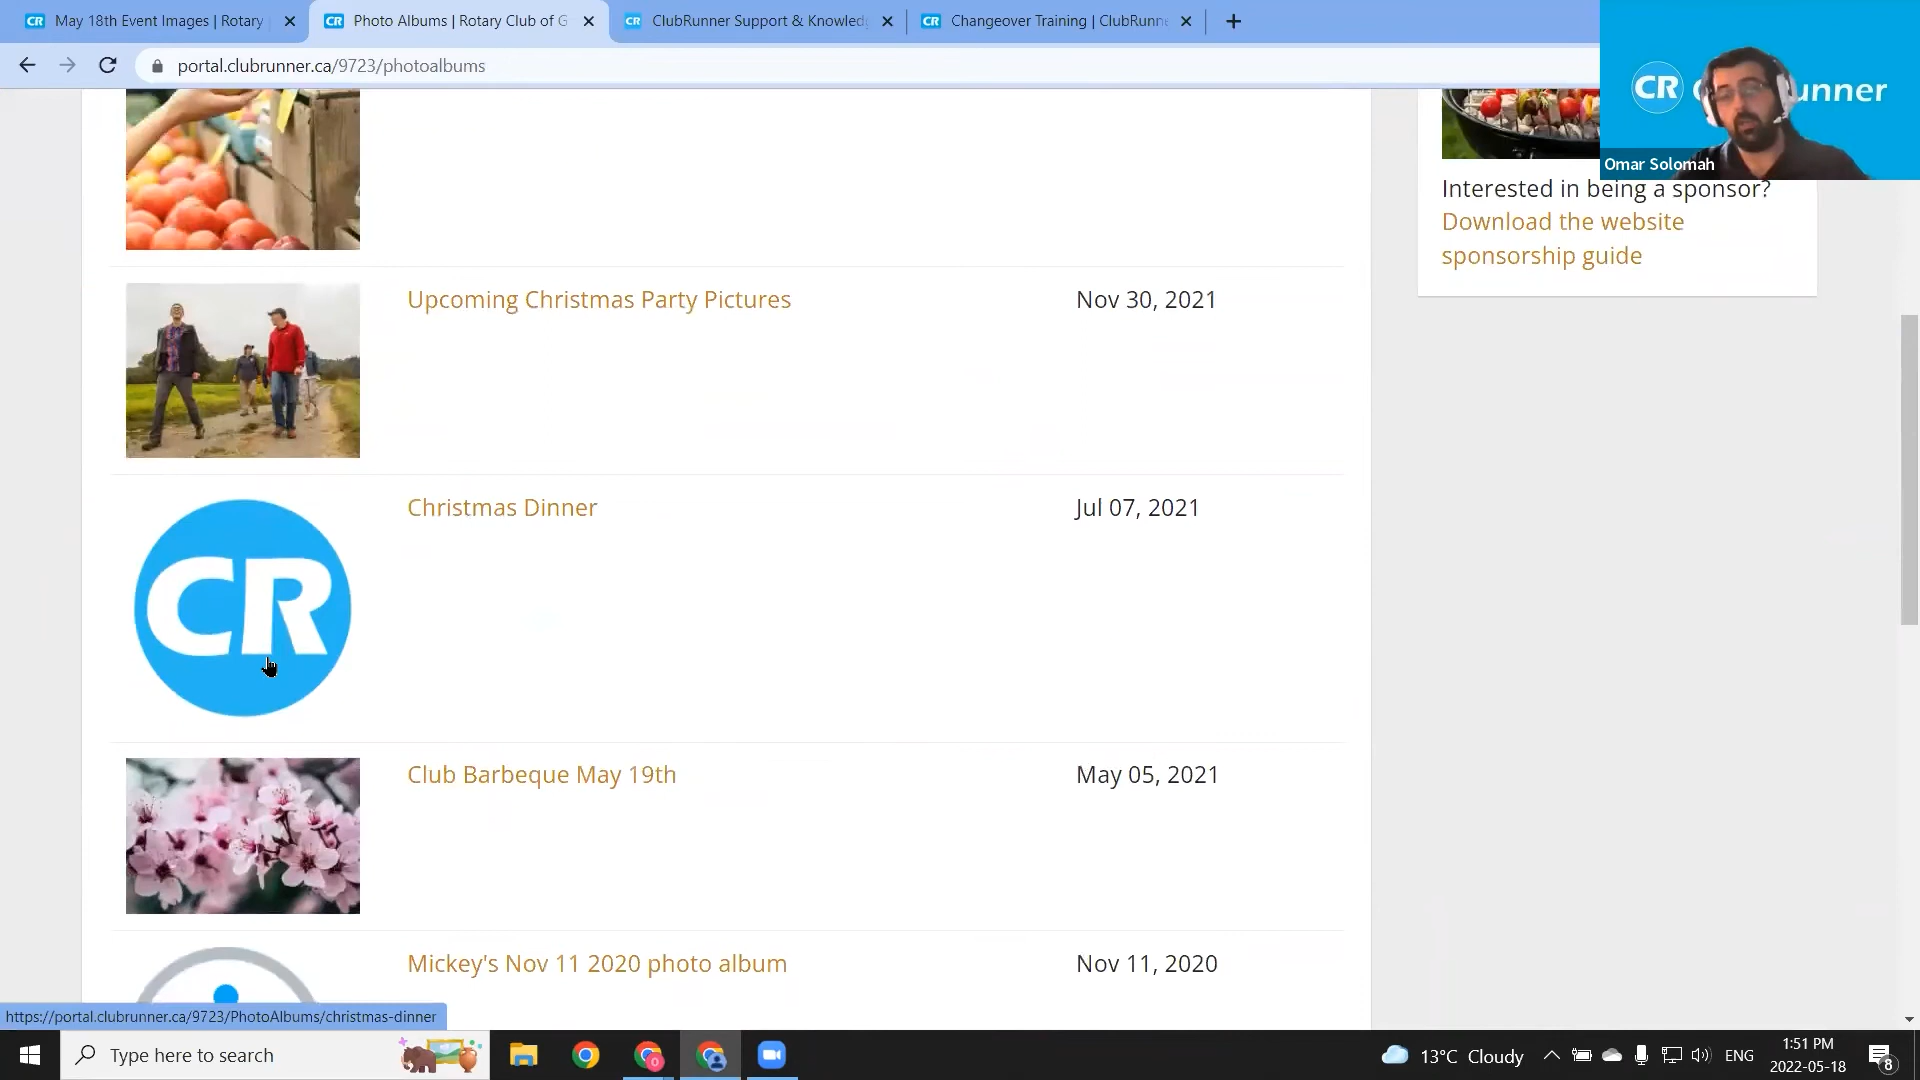 May 18th Event Images | Rotary
Photo Albums | Rotary Club of G
ClubRunner Support & Knowled
Changeover Training | ClubRunne
portal.clubrunner.ca/9723/photoalbums
CR
unner
Omar Solomah
Interested in being a sponsor?
Download the website
sponsorship guide
Upcoming Christmas Party Pictures
Nov 30, 2021
Christmas Dinner
Jul 07, 2021
CR
Club Barbeque May 19th
May 05, 2021
Mickey's Nov 11 2020 photo album
Nov 11, 2020
https://portal.clubrunner.ca/9723/PhotoAlbums/christmas-dinner
Type here to search
13°C Cloudy
ENG
1:51 PM
2022-05-18
8